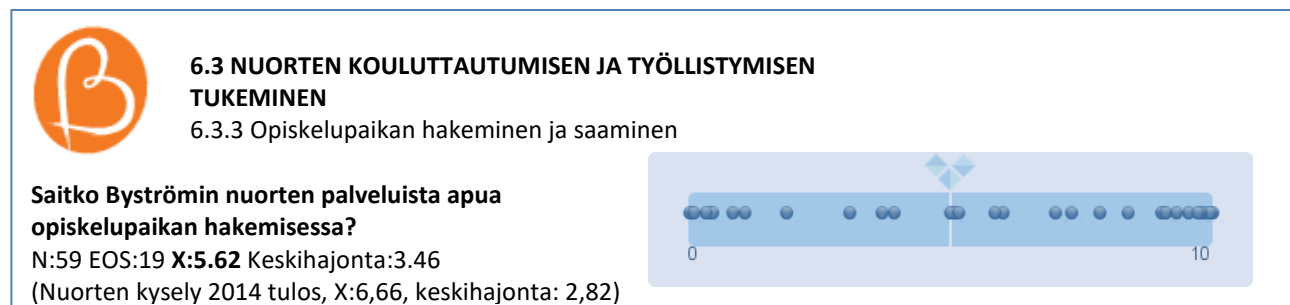 6.3 NUORTEN KOULUTTAUTUMISEN JA TYÖLLISTYMISEN
TUKEMINEN
6.3.3 Opiskelupaikan hakeminen ja saaminen
Saitko Byströmin nuorten palveluista apua
opiskelupaikan hakemisessa?
N:59 EOS:19 X:5.62 Keskihajonta:3.46
(Nuorten kysely 2014 tulos, X:6,66, keskihajonta: 2,82)
0
10